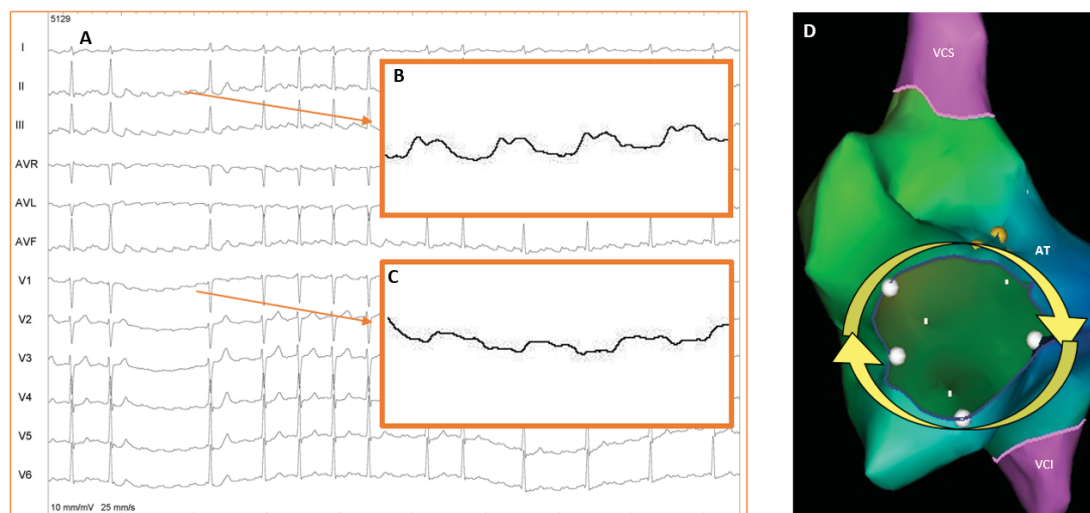 5129
A
I
II
III
AVR
AVL
AVF
V1
V2
V3
V4
V5
V6
10 mm/mV 25 mm/s
B
C
D
VCS
AT
VCI